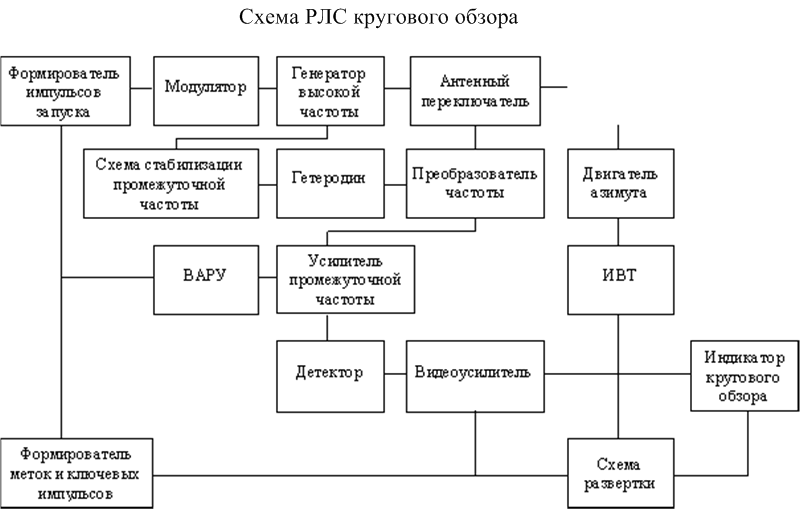 Схема РЛС кругового обзора
Формирователь
импульсов
запуска
Модулятор
Генератор
высокой
частоты
Антенный
переключатель
Схема стабилизации
промежуточной
частоты
Гетеродин
Преобразователь
частоты
Двигатель
азимута
ВАРУ
Усилитель
промежуточной
частоты
ИВТ
Детектор
Видеоусилитель
Индикатор
кругового
обзора
Формирователь
меток и ключевых
импульсов
Схема
развертки